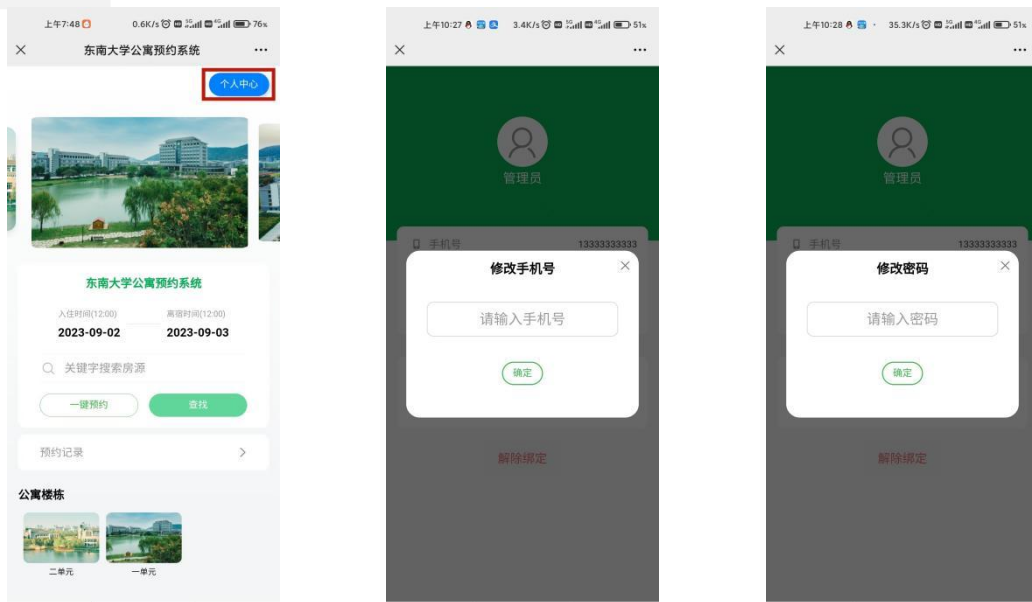 上午7:48
0.6K/s
76%
东南大学公寓预约系统
个人中心
东南大学公寓预约系统
入住时间(12:00)
离宿时间(12:00)
2023-09-02
2023-09-03
关键字搜索房源
一键预约
查找
预约记录
公寓楼栋
二单元
一单元
上午10:27
3.4K/s
51%
管理员
手机号
13333333333
修改手机号
请输入手机号
确定
解除绑定
上午10:28
35.3K/s
51%
管理员
手机号
13333333333
修改密码
请输入密码
确定
解除绑定